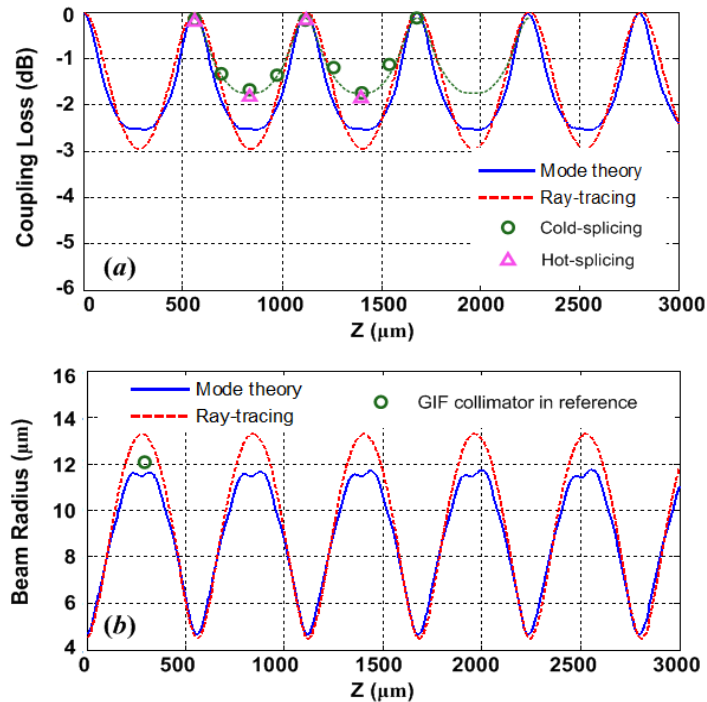 0
-1
-2
-3
-4
-5
-6
Coupling Loss (dB)
Mode theory
Ray-tracing
Cold-splicing
Hot-splicing
(a)
0 500 1000 1500 2000 2500 3000
Z (μm)
16
14
12
10
8
6
4
Beam Radius (μm)
Mode theory
Ray-tracing
GIF collimator in reference
(b)
0 500 1000 1500 2000 2500 3000
Z (μm)